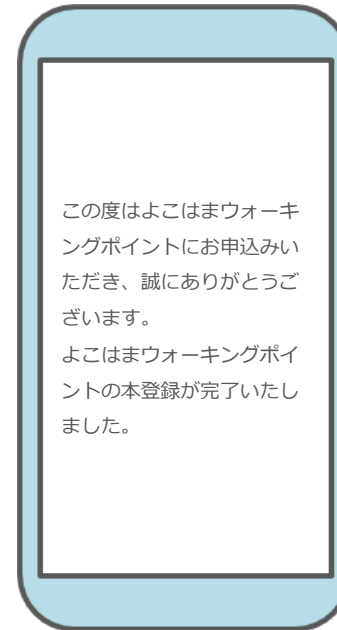 この度はよこはまウォーキ
ングポイントにお申込みい
ただき、誠にありがとうご
ざいます。
よこはまウォーキングポイ
ントの本登録が完了いたし
ました。